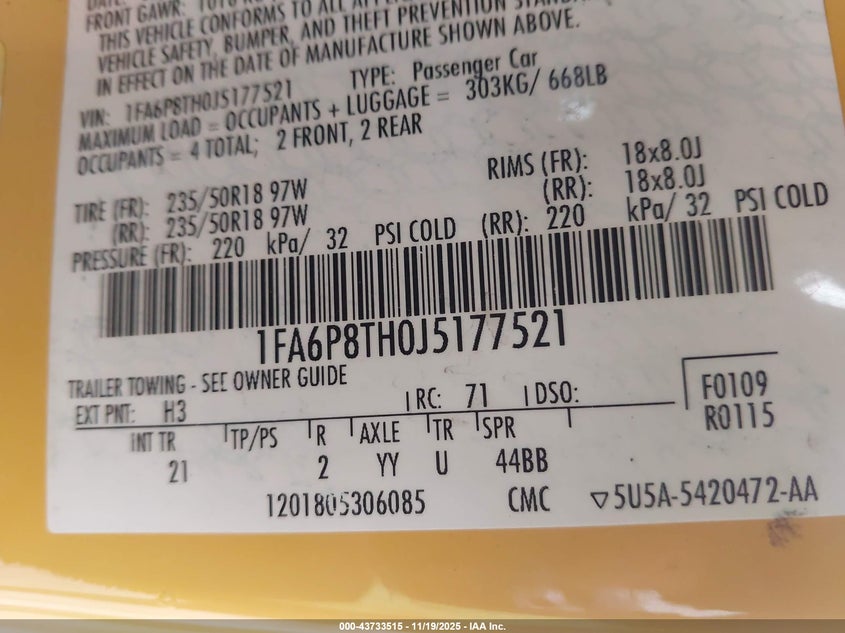 FRONT GAWR:
THIS VEHICLE CONFORMS TO ALL
VEHICLE SAFETY, BUMPER, AND THEFT PREVENTION
IN EFFECT ON THE DATE OF MANUFACTURE SHOWN ABOVE.
VIN: 1FA6P8TH0J5177521 TYPE: Passenger Car
MAXIMUM LOAD = OCCUPANTS + LUGGAGE = 303KG/ 668LB
OCCUPANTS = 4 TOTAL; 2 FRONT, 2 REAR
TIRE (FR): 235/50R18 97W RIMS (FR): 18x8.0J
(RR): 235/50R18 97W (RR): 18x8.0J
PRESSURE (FR): 220 kPa/ 32 PSI COLD (RR): 220 kPa/ 32 PSI COLD
1FA6P8TH0J5177521
TRAILER TOWING - SEE OWNER GUIDE
EXT PNT: H3 RC: 71 DSO: F0109
R0115
INT TR TP/PS R AXLE TR SPR
21 2 YY U 44BB
1201805306085 CMC 5U5A-5420472-AA
000-43733515 - 11/19/2025 - IAA Inc.